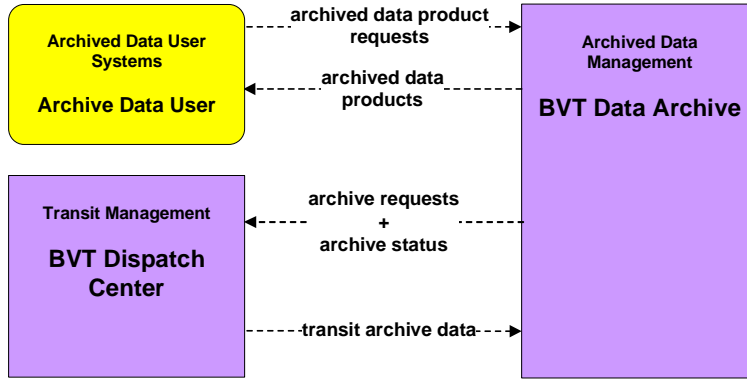 Archived Data User
Systems
Archive Data User
archived data product
requests
archived data
products
Archived Data
Management
BVT Data Archive
Transit Management
BVT Dispatch
Center
archive requests
+
archive status
transit archive data